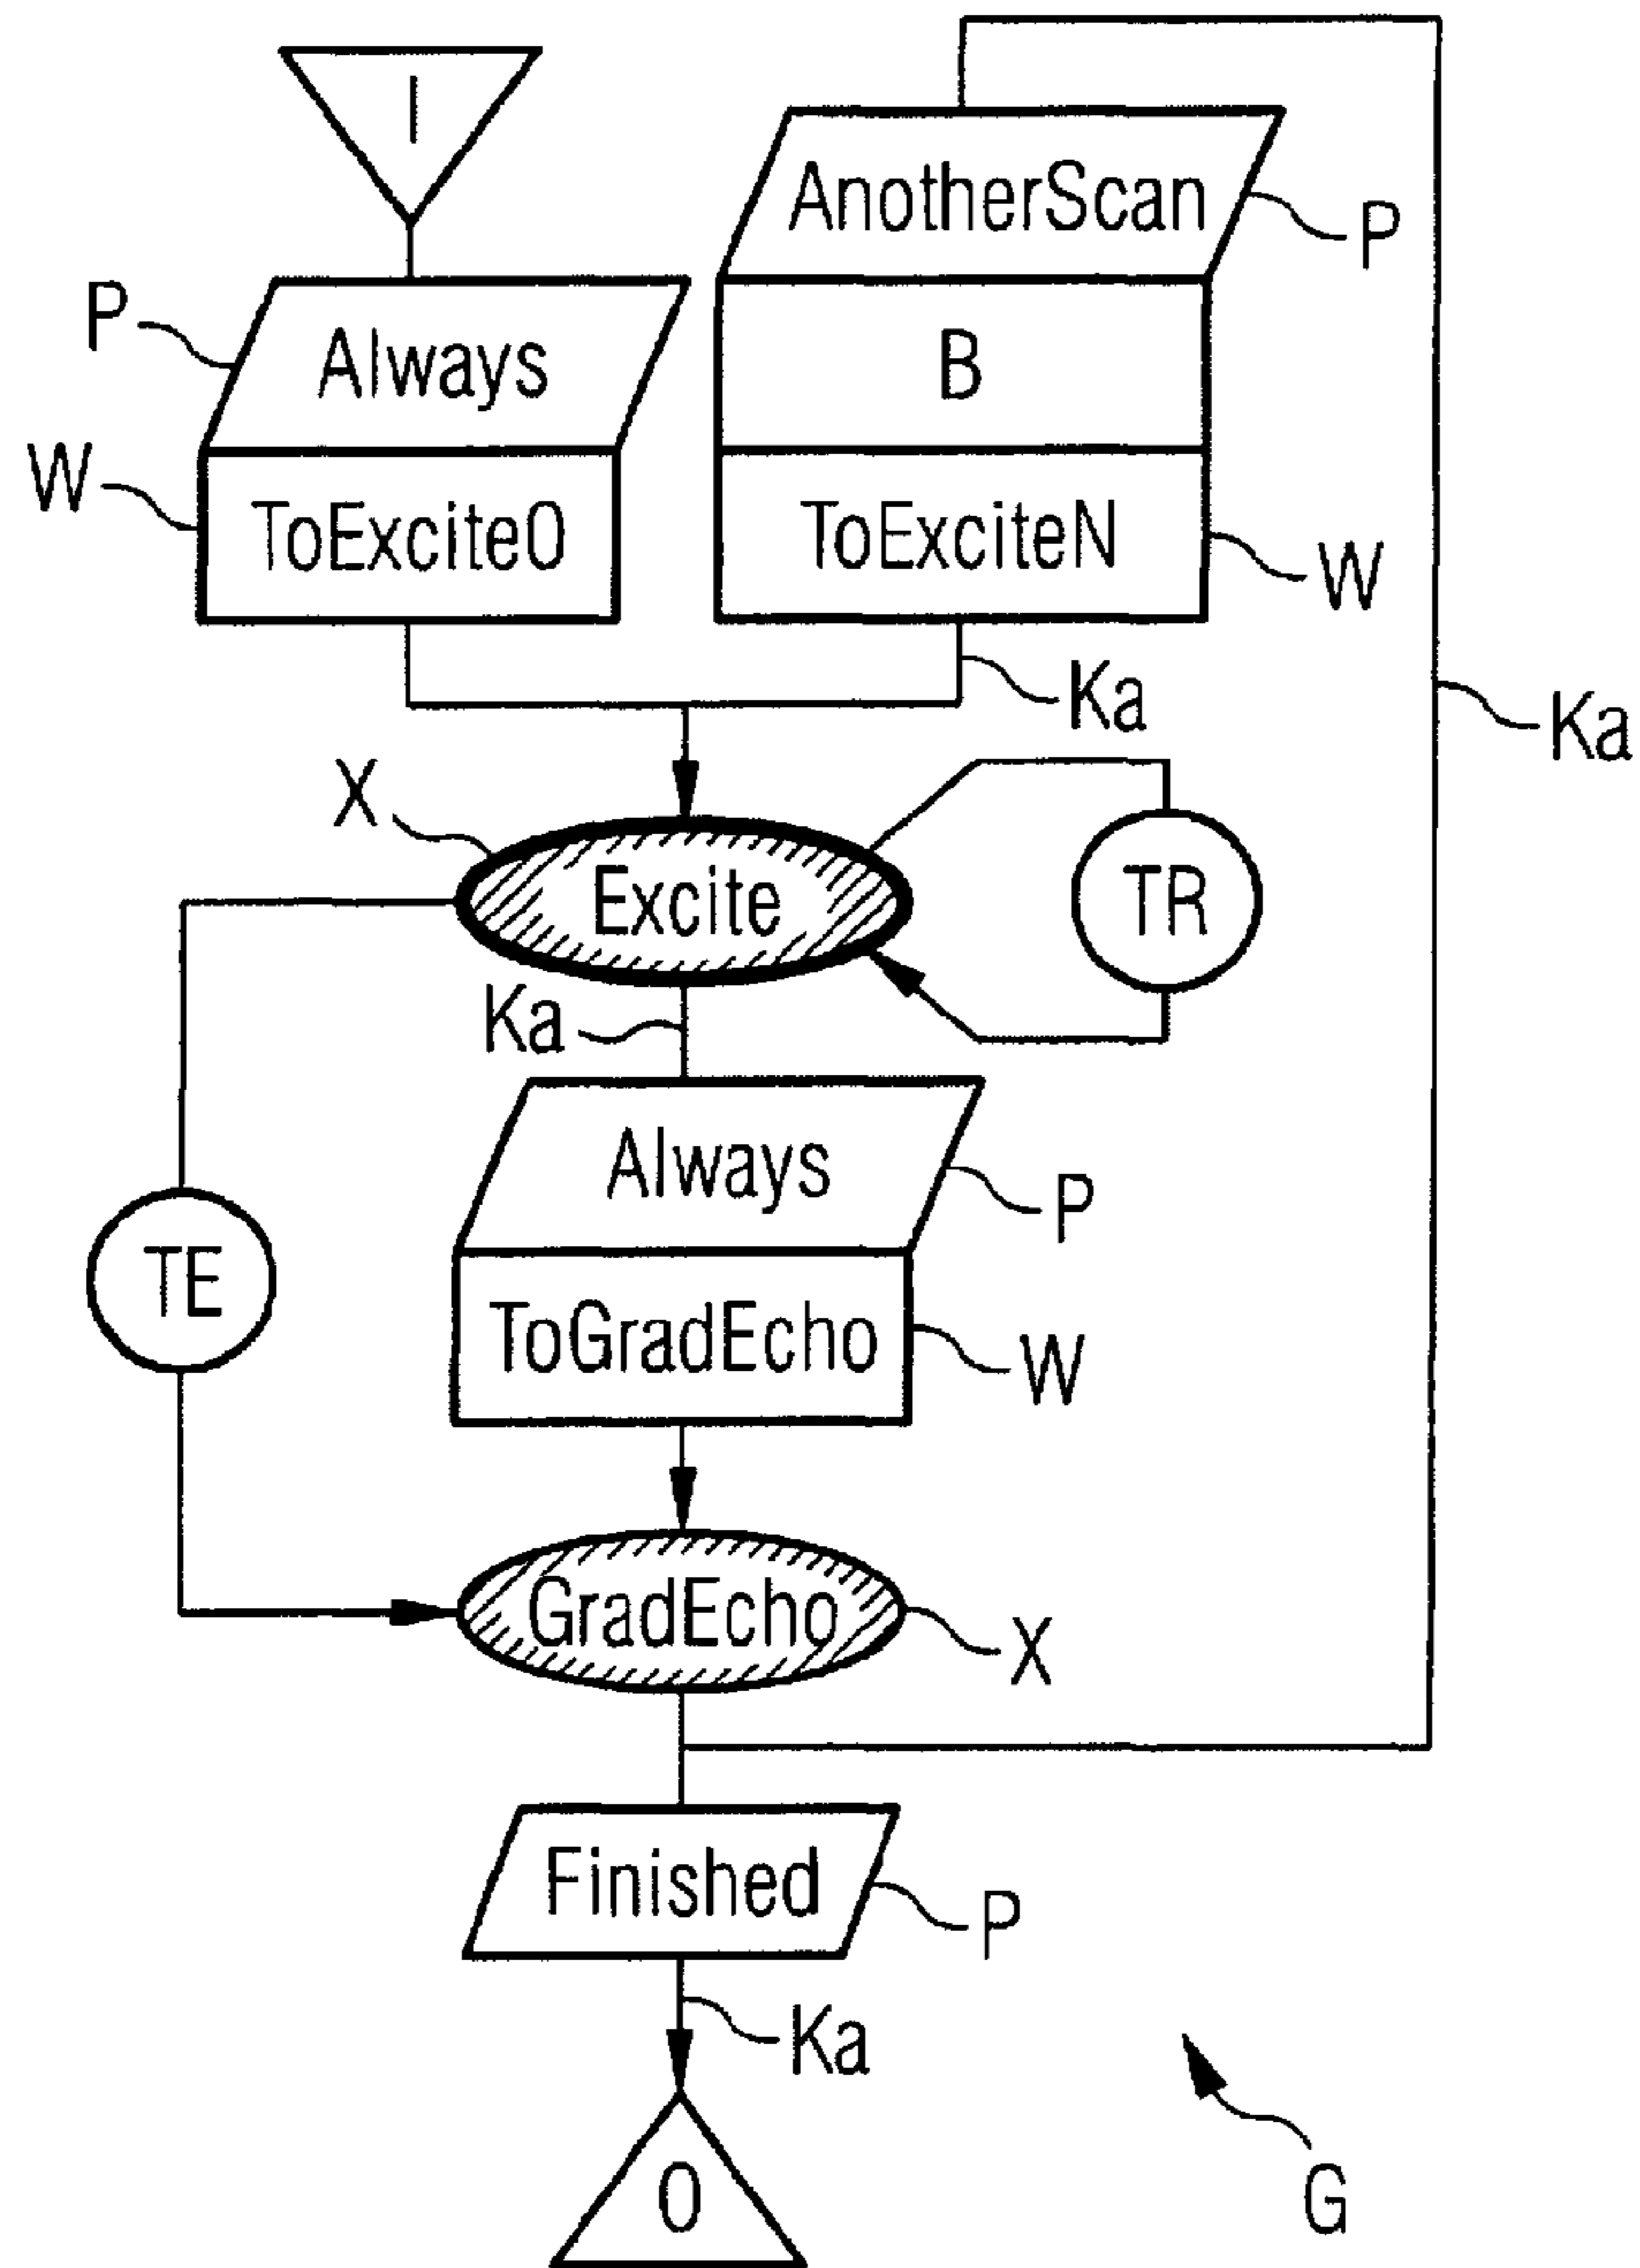 I
AnotherScan
P
P
Always
B
W
ToExcite0
ToExciteN
W
Ka
Ka
X
Excite
TR
Ka
Always
P
TE
ToGradEcho
W
GradEcho
X
Finished
P
Ka
O
G